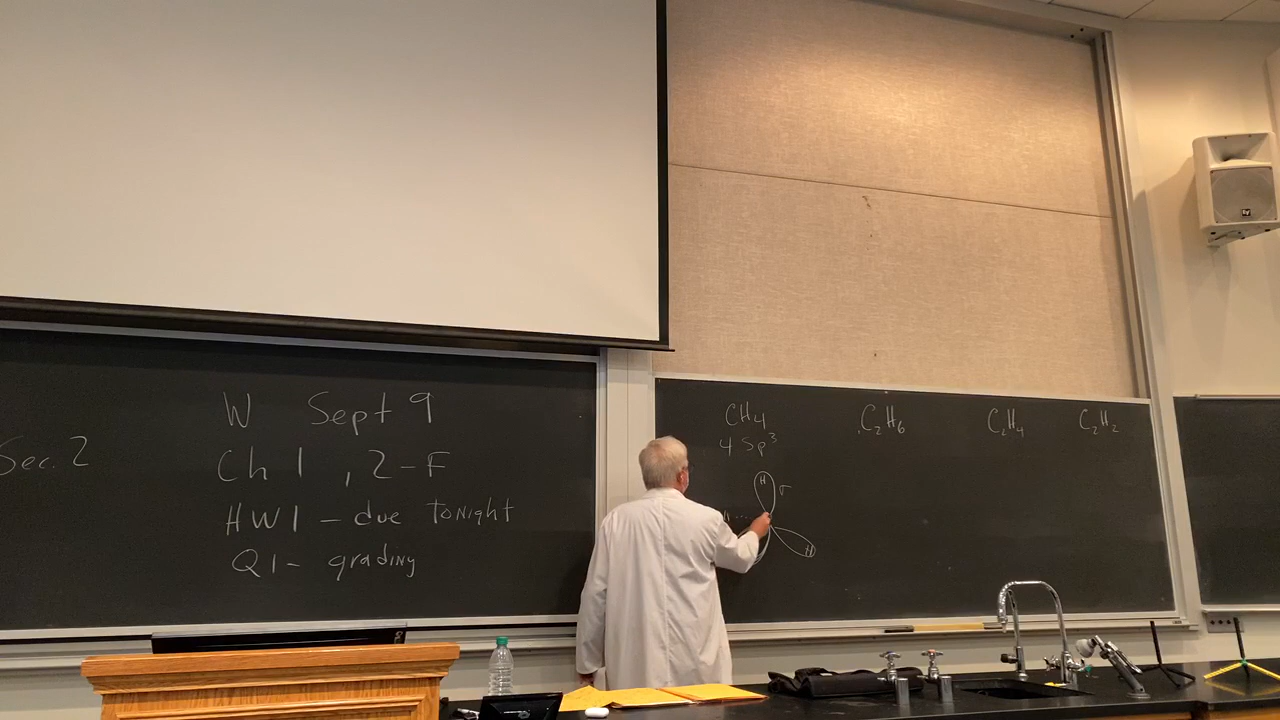 Sec. 2
W Sept 9
Ch 1, 2-F
HW1 - due tonight
Q1 - grading
CH4 C2H6 C2H4 C2H2
4 sp³
H σ
H